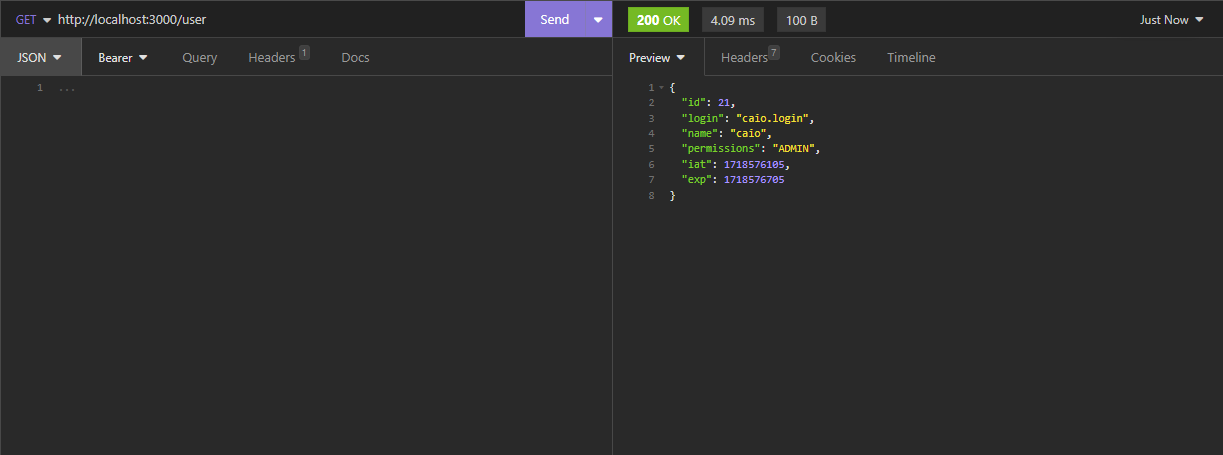 GET http://localhost:3000/user Send 200 OK 4.09 ms 100 B Just Now
JSON Bearer Query Headers 1 Docs Preview Headers 7 Cookies Timeline
1 ...
1 {
2 "id": 21,
3 "login": "caio.login",
4 "name": "caio",
5 "permissions": "ADMIN",
6 "iat": 1718576105,
7 "exp": 1718576705
8 }